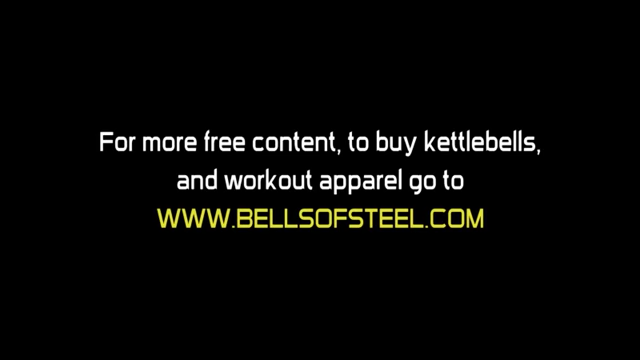 For more free content, to buy kettlebells,
and workout apparel go to
WWW.BELLSOFSTEEL.COM